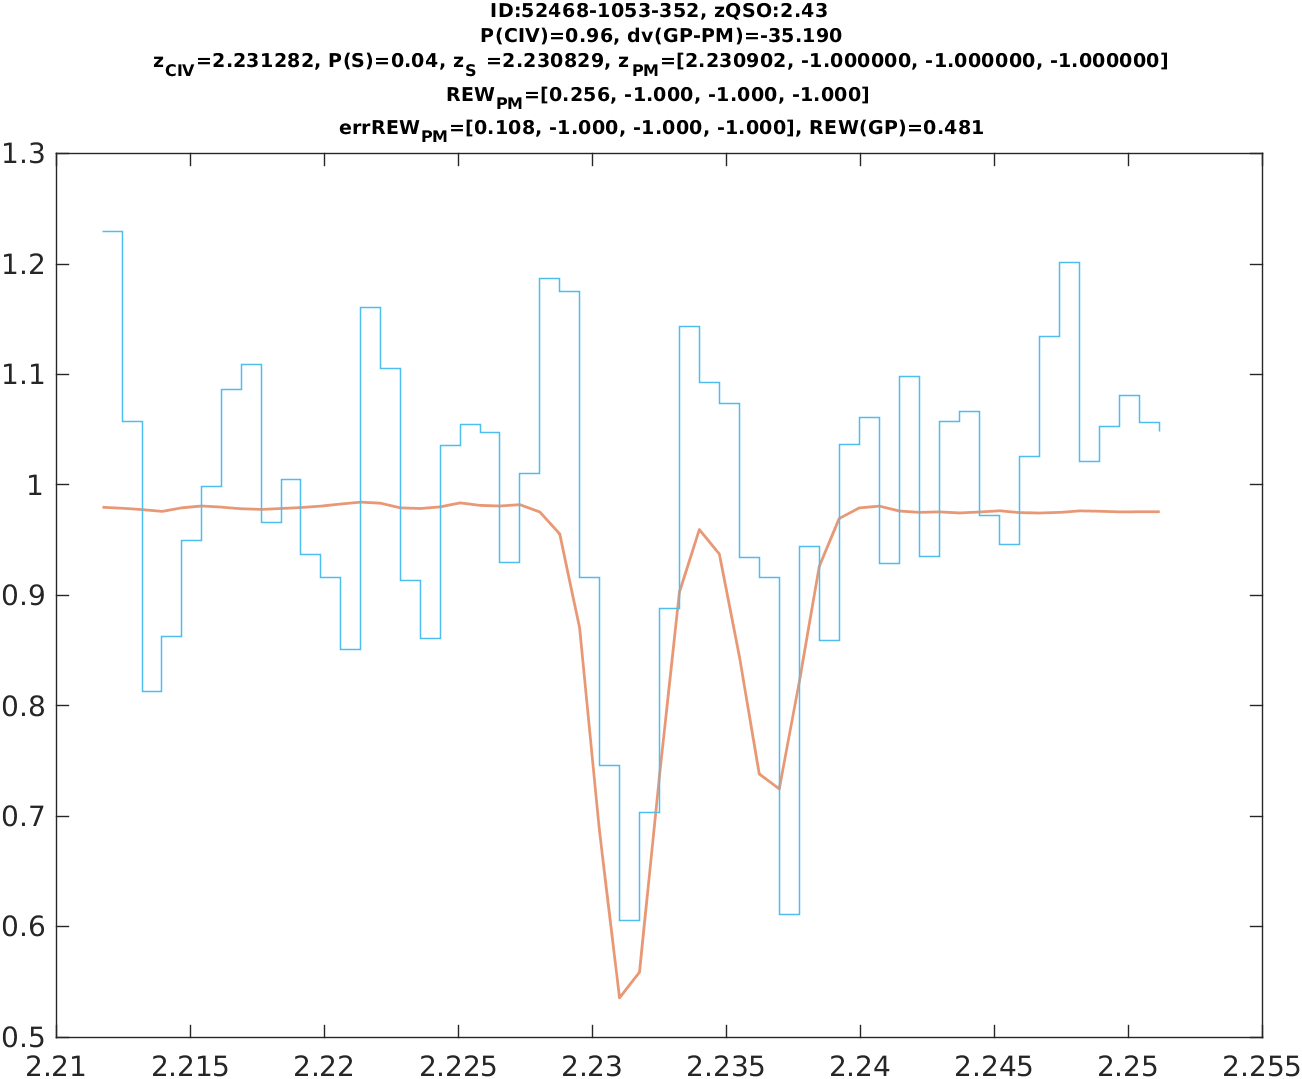 ID:52468-1053-352, zQSO:2.43
P(CIV)=0.96, dv(GP-PM)=-35.190
zCIV=2.231282, P(S)=0.04, zS =2.230829, zPM=[2.230902, -1.000000, -1.000000, -1.000000]
REWPM=[0.256, -1.000, -1.000, -1.000]
errREWPM=[0.108, -1.000, -1.000, -1.000], REW(GP)=0.481
1.3
1.2
1.1
1
0.9
0.8
0.7
0.6
0.5
2.21 2.215 2.22 2.225 2.23 2.235 2.24 2.245 2.25 2.255